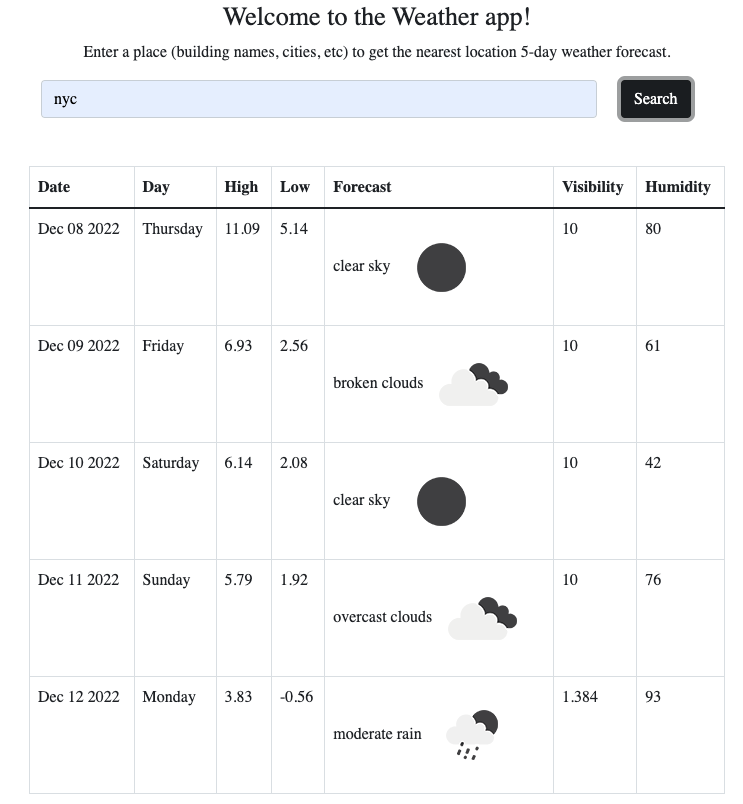 Welcome to the Weather app!
Enter a place (building names, cities, etc) to get the nearest location 5-day weather forecast.
nyc Search
Date Day High Low Forecast Visibility Humidity
Dec 08 2022 Thursday 11.09 5.14 clear sky 10 80
Dec 09 2022 Friday 6.93 2.56 broken clouds 10 61
Dec 10 2022 Saturday 6.14 2.08 clear sky 10 42
Dec 11 2022 Sunday 5.79 1.92 overcast clouds 10 76
Dec 12 2022 Monday 3.83 -0.56 moderate rain 1.384 93